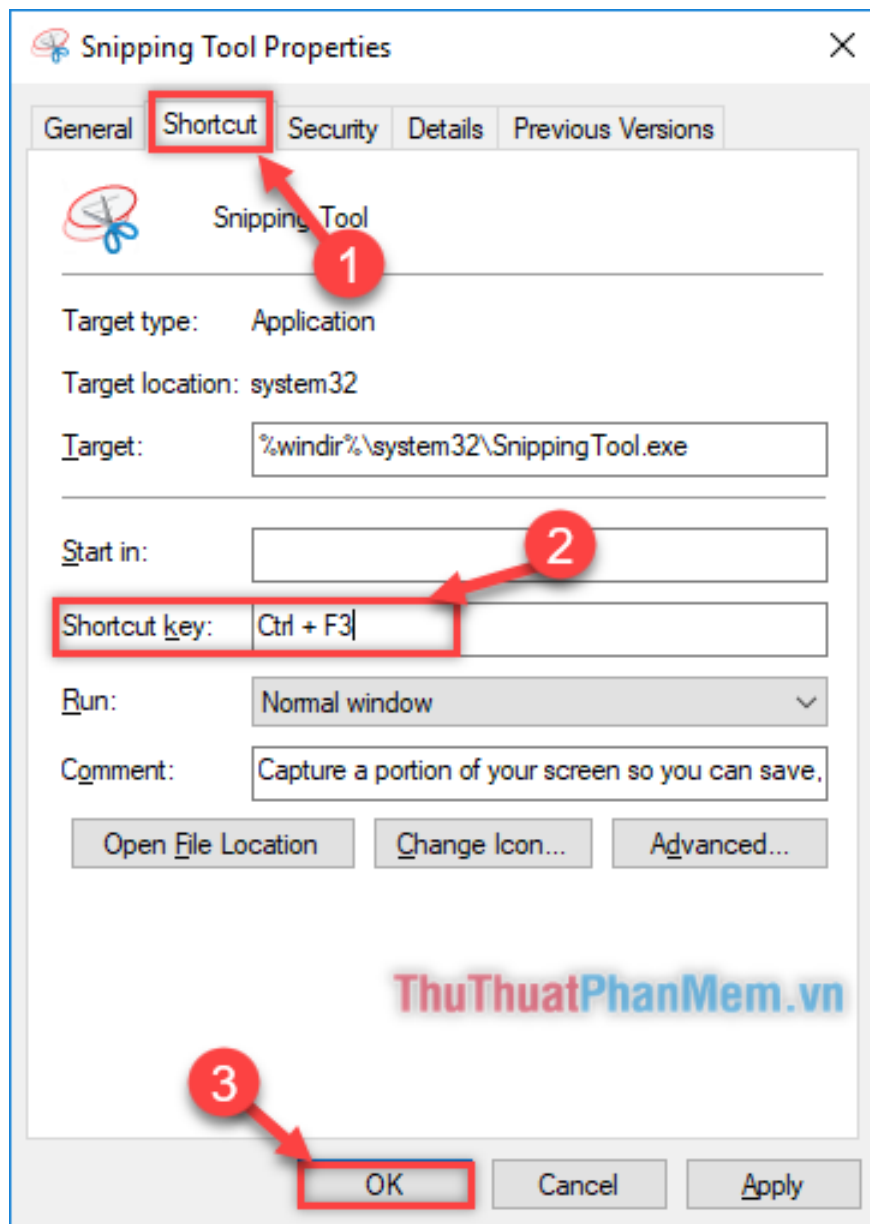 Snipping Tool Properties
General Shortcut Security Details Previous Versions
1
Snipping Tool
Target type: Application
Target location: system32
Target: %windir%\system32\SnippingTool.exe
2
Start in:
Shortcut key: Ctrl + F3
Run: Normal window
Comment: Capture a portion of your screen so you can save,
Open File Location Change Icon... Advanced...
ThuThuatPhanMem.vn
3
OK Cancel Apply